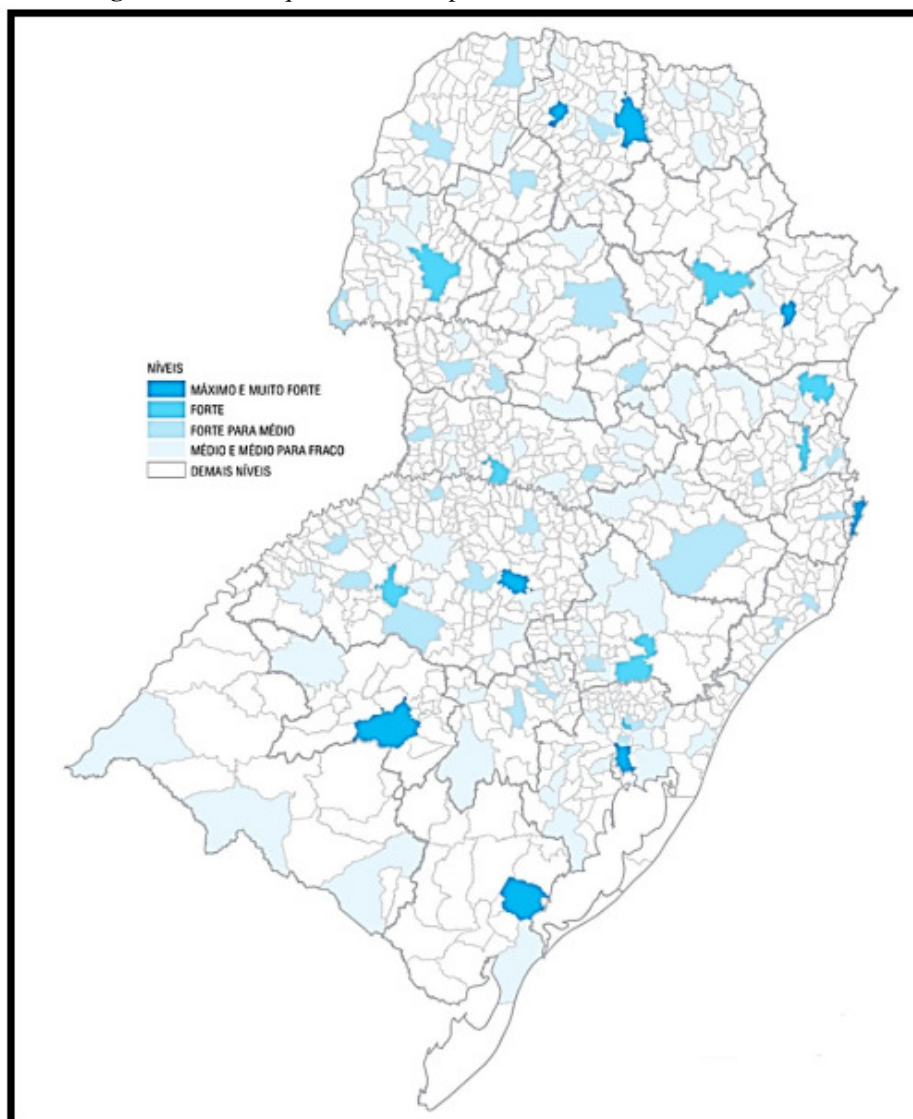 NÍVEIS
MÁXIMO E MUITO FORTE
FORTE
FORTE PARA MÉDIO
MÉDIO E MÉDIO PARA FRACO
DEMAIS NÍVEIS